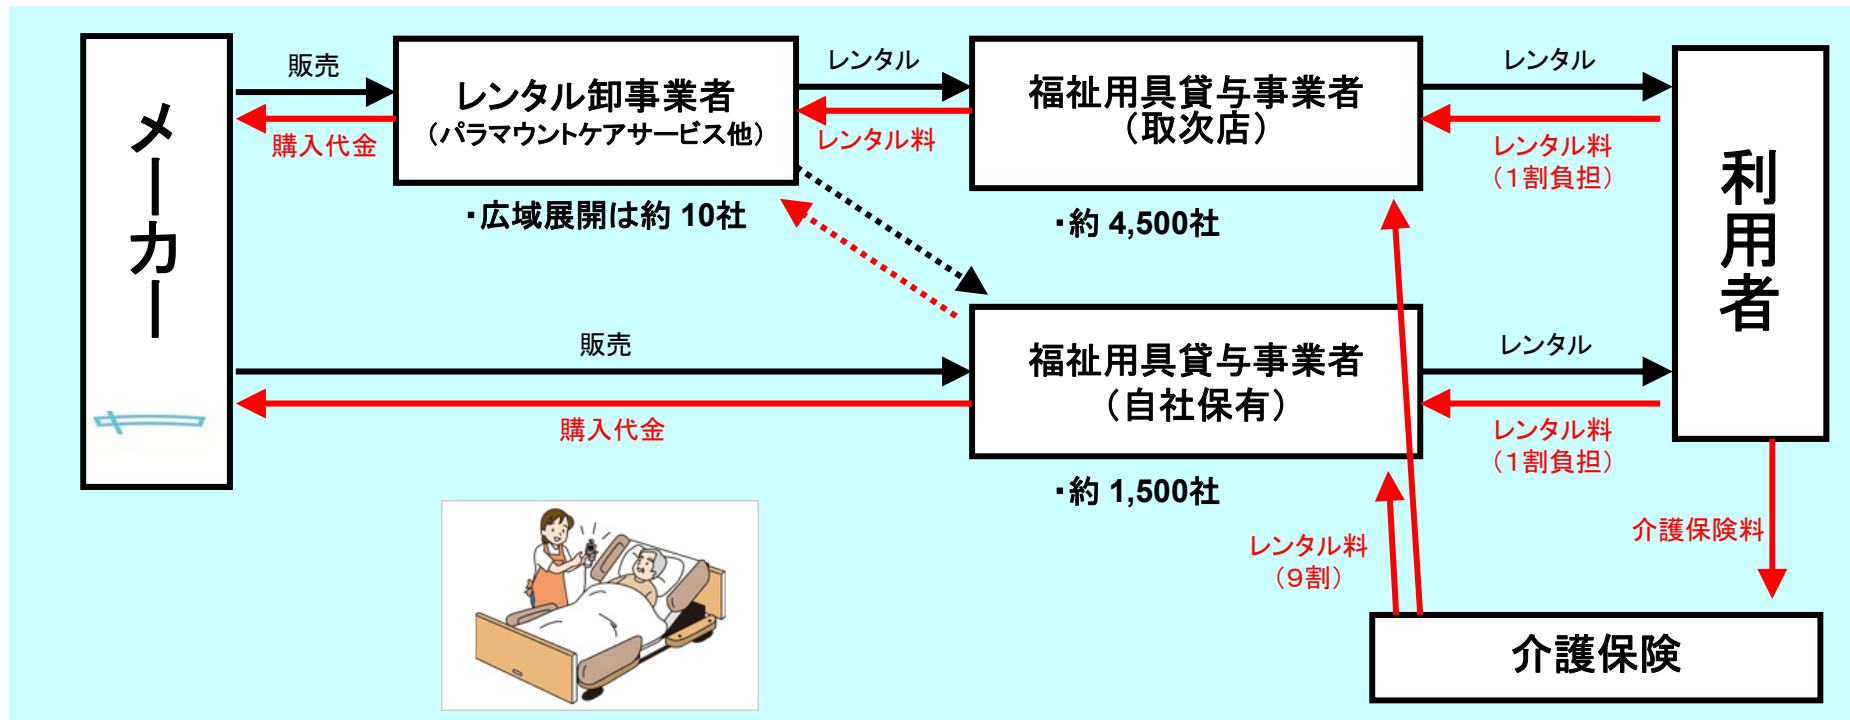 メーカー
販売
購入代金
レンタル卸事業者
（パラマウントケアサービス他）
・広域展開は約 10社
レンタル
レンタル料
福祉用具貸与事業者
（取次店）
・約 4,500社
レンタル
レンタル料
（1割負担）
利用者
販売
購入代金
福祉用具貸与事業者
（自社保有）
・約 1,500社
レンタル
レンタル料
（1割負担）
レンタル料
（9割）
介護保険料
介護保険